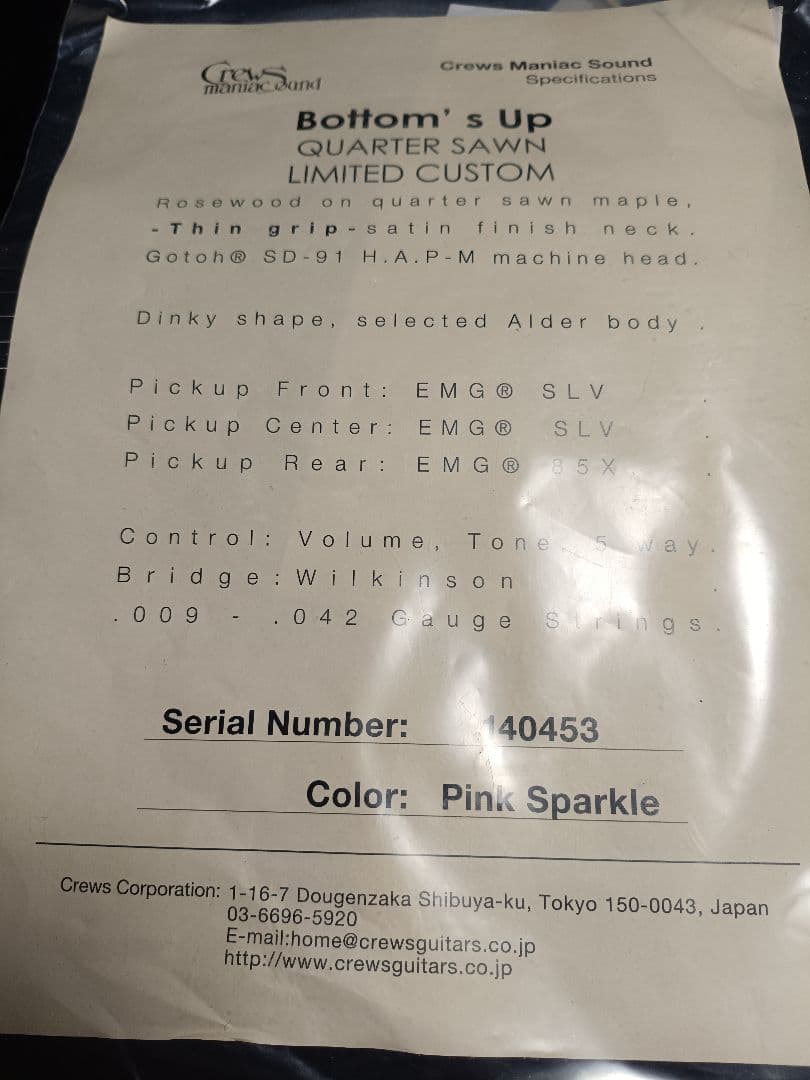 Crews
maniac Sound
Crews Maniac Sound
Specifications
Bottom' s Up
QUARTER SAWN
LIMITED CUSTOM
Rosewood on quarter sawn maple,
-Thin grip-satin finish neck.
Gotoh® SD-91 H.A.P-M machine head.
Dinky shape, selected Alder body .
Pickup Front: EMG® SLV
Pickup Center: EMG® SLV
Pickup Rear: EMG® 85X
Control: Volume, Tone, 5 way.
Bridge:Wilkinson
.009 - .042 Gauge Strings.
Serial Number: 140453
Color: Pink Sparkle
Crews Corporation: 1-16-7 Dougenzaka Shibuya-ku, Tokyo 150-0043, Japan
03-6696-5920
E-mail:home@crewsguitars.co.jp
http://www.crewsguitars.co.jp